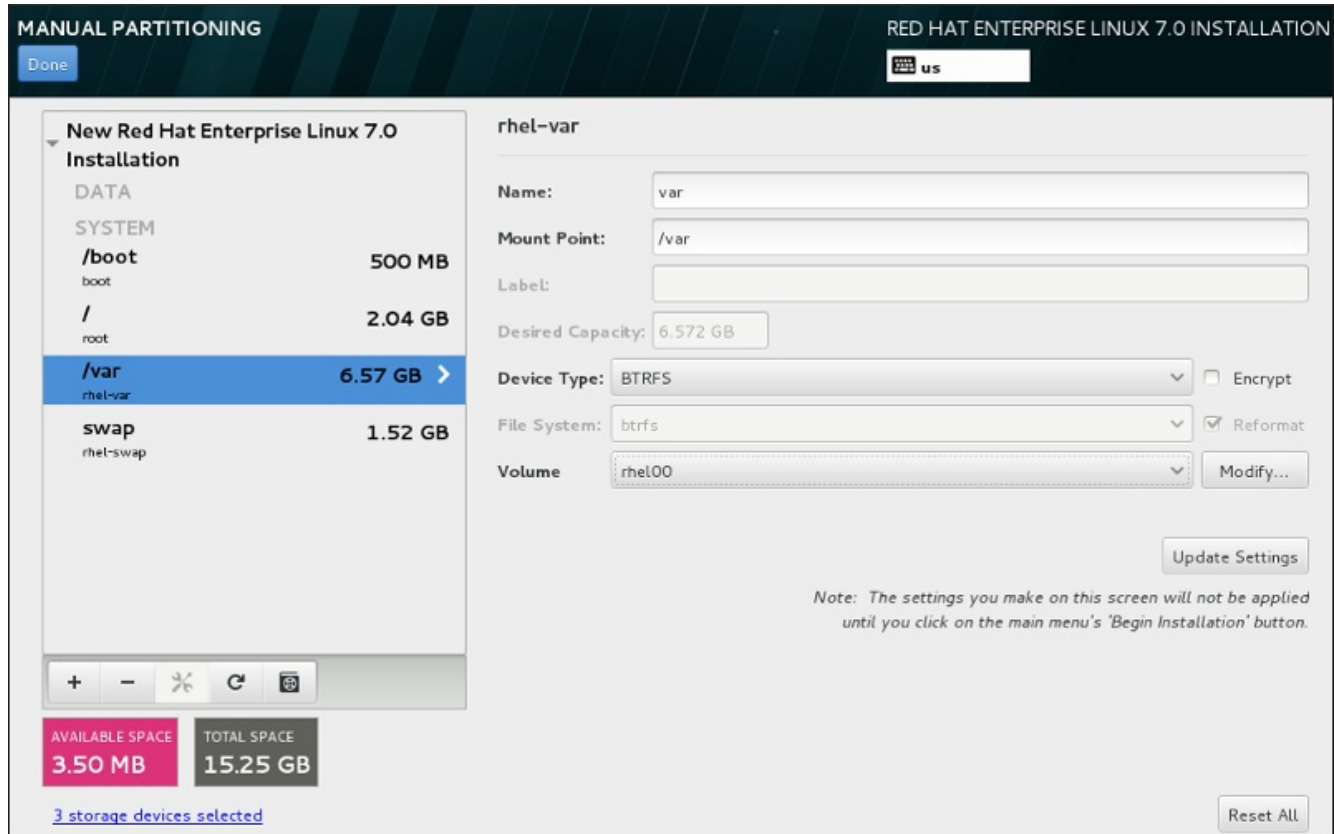 MANUAL PARTITIONING
RED HAT ENTERPRISE LINUX 7.0 INSTALLATION
Done
us
New Red Hat Enterprise Linux 7.0
Installation
DATA
SYSTEM
/boot
500 MB
boot
/
2.04 GB
root
/var
6.57 GB
rhel-var
swap
1.52 GB
rhel-swap
AVAILABLE SPACE
3.50 MB
TOTAL SPACE
15.25 GB
3 storage devices selected
rhel-var
Name:
var
Mount Point:
/var
Label:
Desired Capacity:
6.572 GB
Device Type:
BTRFS
Encrypt
File System:
btrfs
Reformat
Volume
rhel00
Modify...
Update Settings
Note: The settings you make on this screen will not be applied
until you click on the main menu's 'Begin Installation' button.
Reset All